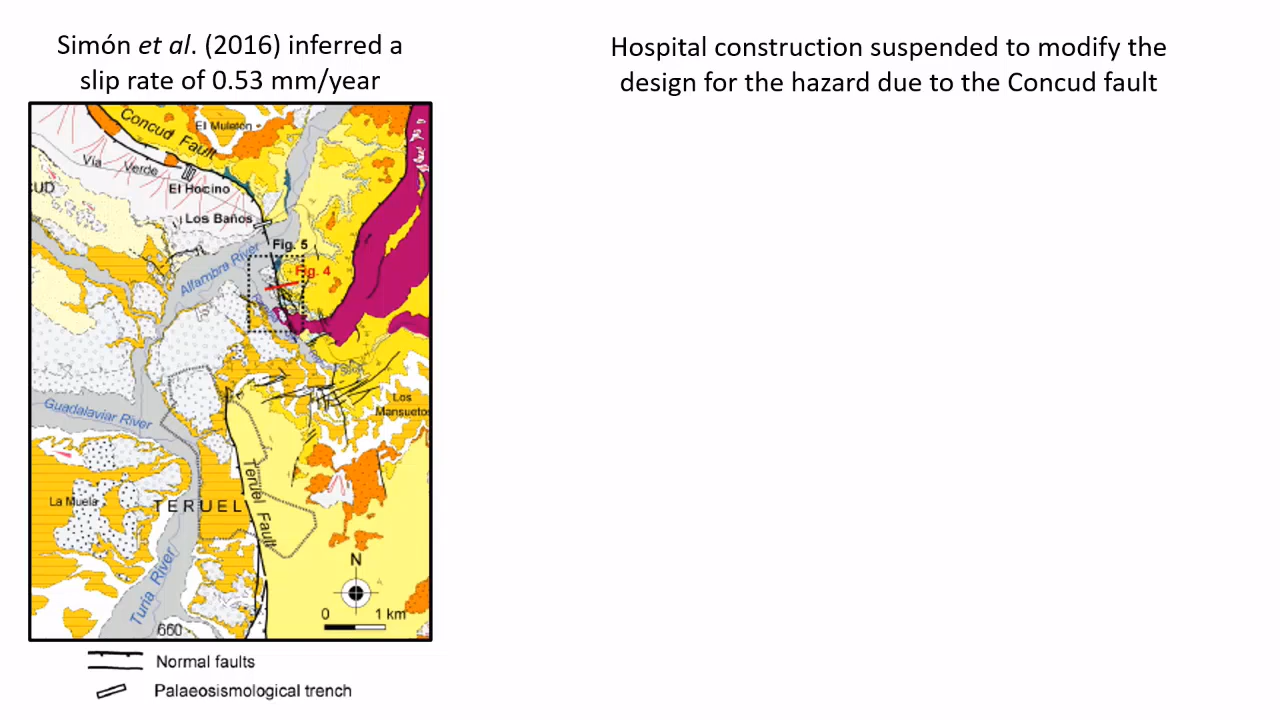 Simón et al. (2016) inferred a
slip rate of 0.53 mm/year
Hospital construction suspended to modify the
design for the hazard due to the Concud fault
Concud Fault
El Muletón
Vía Verde
CUD
El Hocino
Los Baños
Fig. 5
Fig. 4
Alfambra River
Guadalaviar River
Los
Mansuetos
La Muela
TERUEL
Teruel Fault
Turia River
N
0 1 km
660
Normal faults
Palaeosismological trench